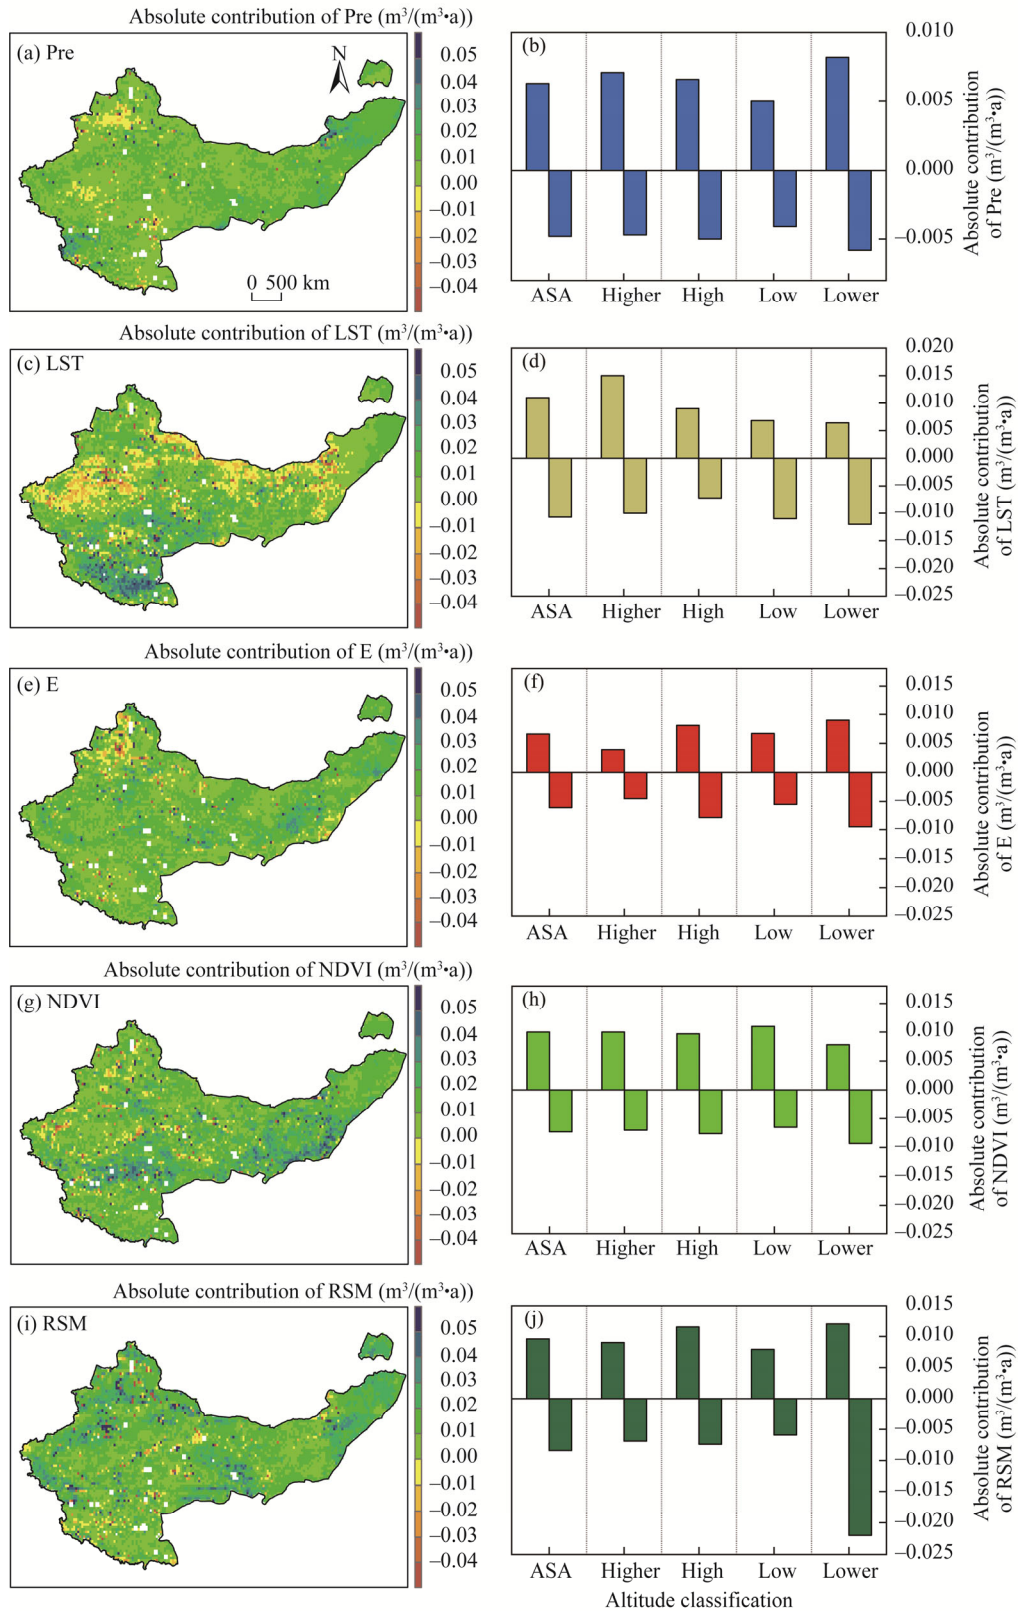 Absolute contribution of Pre (m³/(m³•a))
(a) Pre
N
0 500 km
0.05
0.04
0.03
0.02
0.01
0.00
–0.01
–0.02
–0.03
–0.04
(b)
0.010
0.005
0.000
–0.005
Absolute contribution
of Pre (m³/(m³•a))
ASA Higher High Low Lower
Absolute contribution of LST (m³/(m³•a))
(c) LST
0.05
0.04
0.03
0.02
0.01
0.00
–0.01
–0.02
–0.03
–0.04
(d)
0.020
0.015
0.010
0.005
0.000
–0.005
–0.010
–0.015
–0.020
–0.025
Absolute contribution
of LST (m³/(m³•a))
ASA Higher High Low Lower
Absolute contribution of E (m³/(m³•a))
(e) E
0.05
0.04
0.03
0.02
0.01
0.00
–0.01
–0.02
–0.03
–0.04
(f)
0.015
0.010
0.005
0.000
–0.005
–0.010
–0.015
–0.020
–0.025
Absolute contribution
of E (m³/(m³•a))
ASA Higher High Low Lower
Absolute contribution of NDVI (m³/(m³•a))
(g) NDVI
0.05
0.04
0.03
0.02
0.01
0.00
–0.01
–0.02
–0.03
–0.04
(h)
0.015
0.010
0.005
0.000
–0.005
–0.010
–0.015
–0.020
–0.025
Absolute contribution
of NDVI (m³/(m³•a))
ASA Higher High Low Lower
Absolute contribution of RSM (m³/(m³•a))
(i) RSM
0.05
0.04
0.03
0.02
0.01
0.00
–0.01
–0.02
–0.03
–0.04
(j)
0.015
0.010
0.005
0.000
–0.005
–0.010
–0.015
–0.020
–0.025
Absolute contribution
of RSM (m³/(m³•a))
ASA Higher High Low Lower
Altitude classification